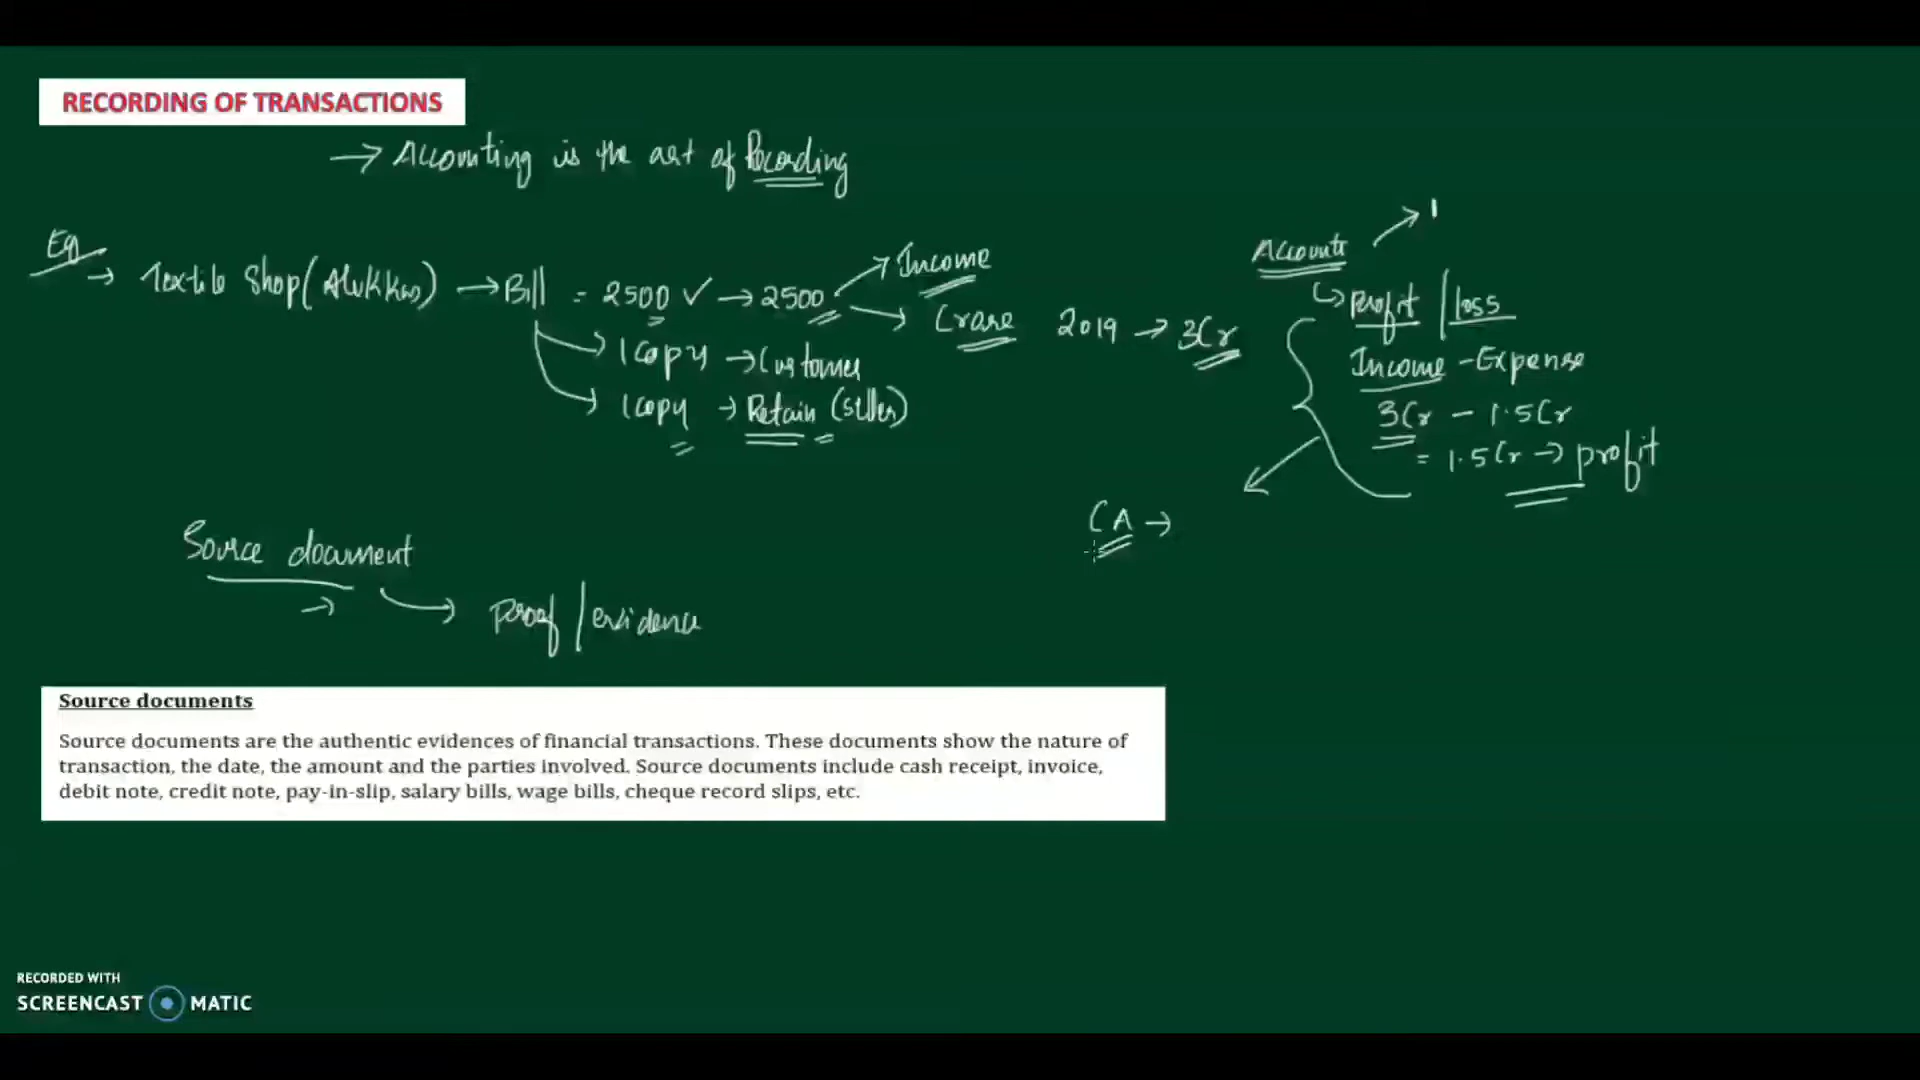 RECORDING OF TRANSACTIONS
→ Accounting is the art of Recording
Eg
→ Textile Shop (Alukkas) → Bill = 2500 ✓ → 2500 → Income
→ Crore 2019 → 3Cr
→ 1 Copy → Customer
→ 1 copy → Retain (seller)
Accounts
Profit / loss
Income - Expense
3Cr - 1.5Cr
= 1.5Cr → profit
CA →
Source document
→ → proof / evidence
Source documents
Source documents are the authentic evidences of financial transactions. These documents show the nature of
transaction, the date, the amount and the parties involved. Source documents include cash receipt, invoice,
debit note, credit note, pay-in-slip, salary bills, wage bills, cheque record slips, etc.
RECORDED WITH
SCREENCAST MATIC